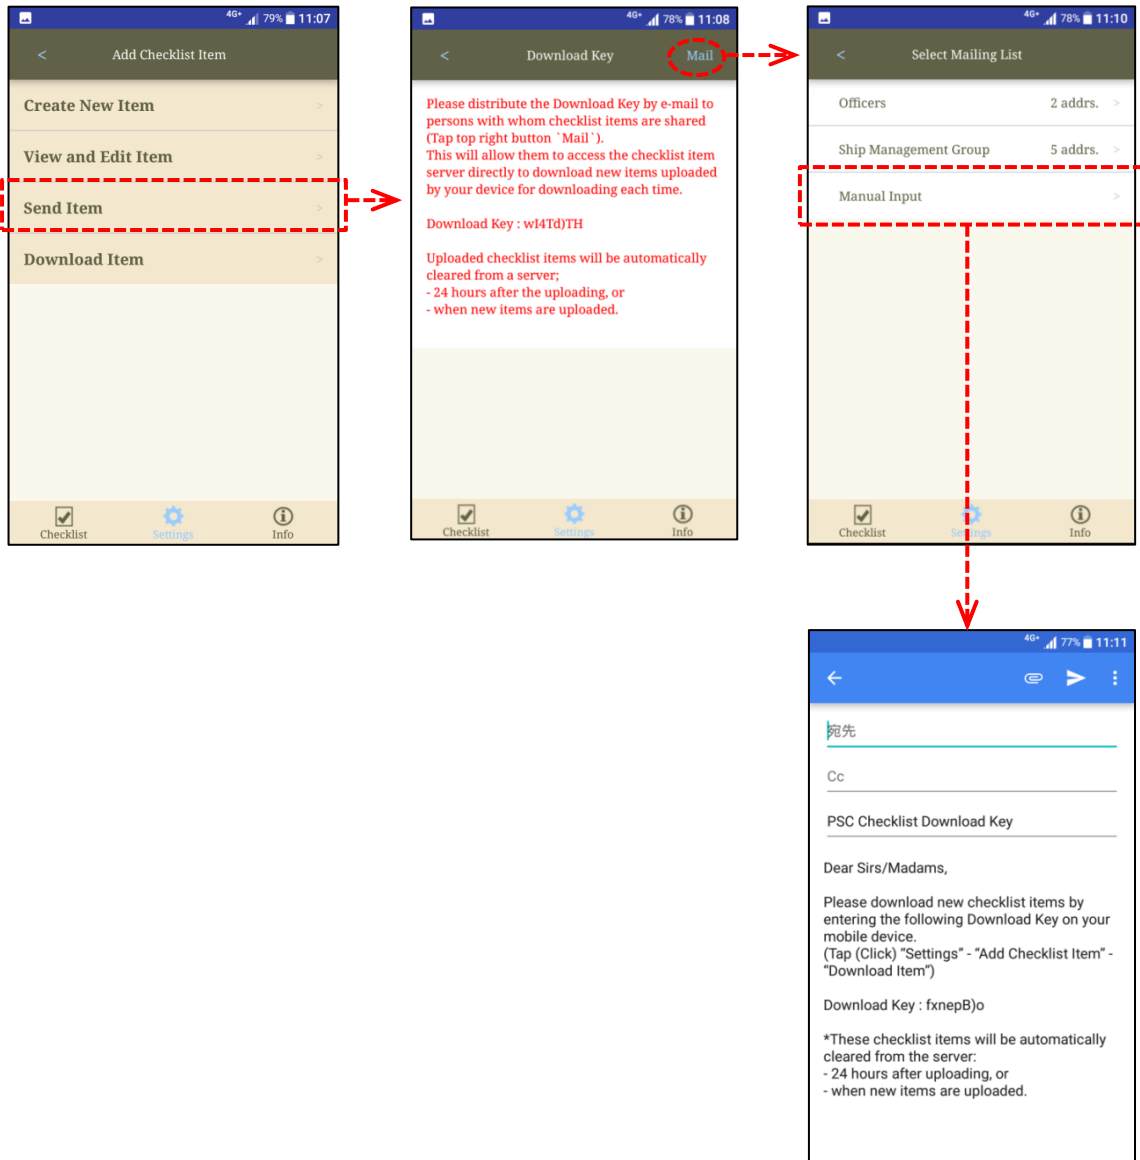 4G+ 79% 11:07
< Add Checklist Item
Create New Item >
View and Edit Item >
Send Item >
Download Item >
Checklist Settings Info
4G+ 78% 11:08
< Download Key Mail
Please distribute the Download Key by e-mail to
persons with whom checklist items are shared
(Tap top right button `Mail`).
This will allow them to access the checklist item
server directly to download new items uploaded
by your device for downloading each time.
Download Key : wI4Td)TH
Uploaded checklist items will be automatically
cleared from a server;
- 24 hours after the uploading, or
- when new items are uploaded.
Checklist Settings Info
4G+ 78% 11:10
< Select Mailing List
Officers 2 addrs. >
Ship Management Group 5 addrs. >
Manual Input >
Checklist Settings Info
4G+ 77% 11:11
宛先
Cc
PSC Checklist Download Key
Dear Sirs/Madams,
Please download new checklist items by
entering the following Download Key on your
mobile device.
(Tap (Click) “Settings” - “Add Checklist Item” -
“Download Item”)
Download Key : fxnepB)o
*These checklist items will be automatically
cleared from the server:
- 24 hours after uploading, or
- when new items are uploaded.